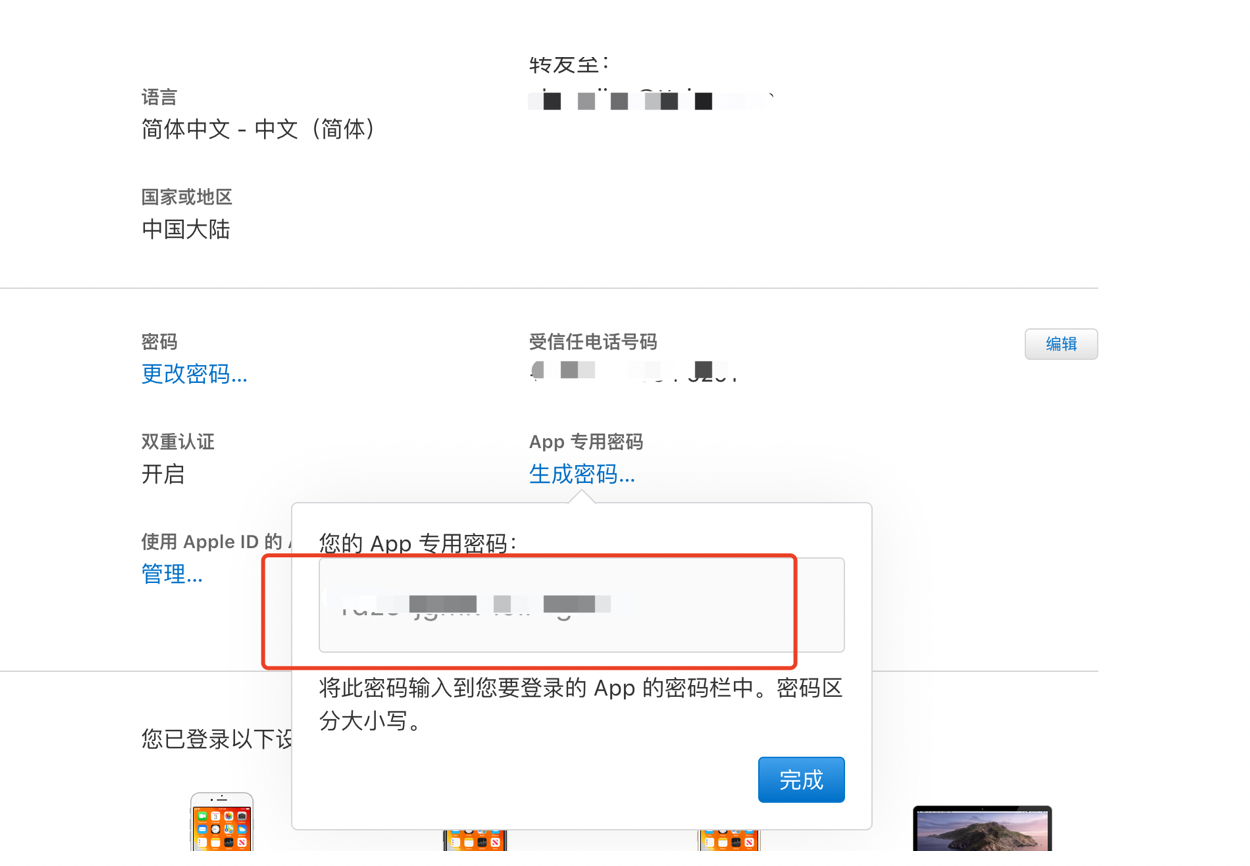 转发至：
语言
简体中文 - 中文（简体）
国家或地区
中国大陆
密码
更改密码...
受信任电话号码
编辑
双重认证
开启
App 专用密码
生成密码...
使用 Apple ID 的
管理...
您的 App 专用密码：
将此密码输入到您要登录的 App 的密码栏中。密码区
分大小写。
您已登录以下设
完成